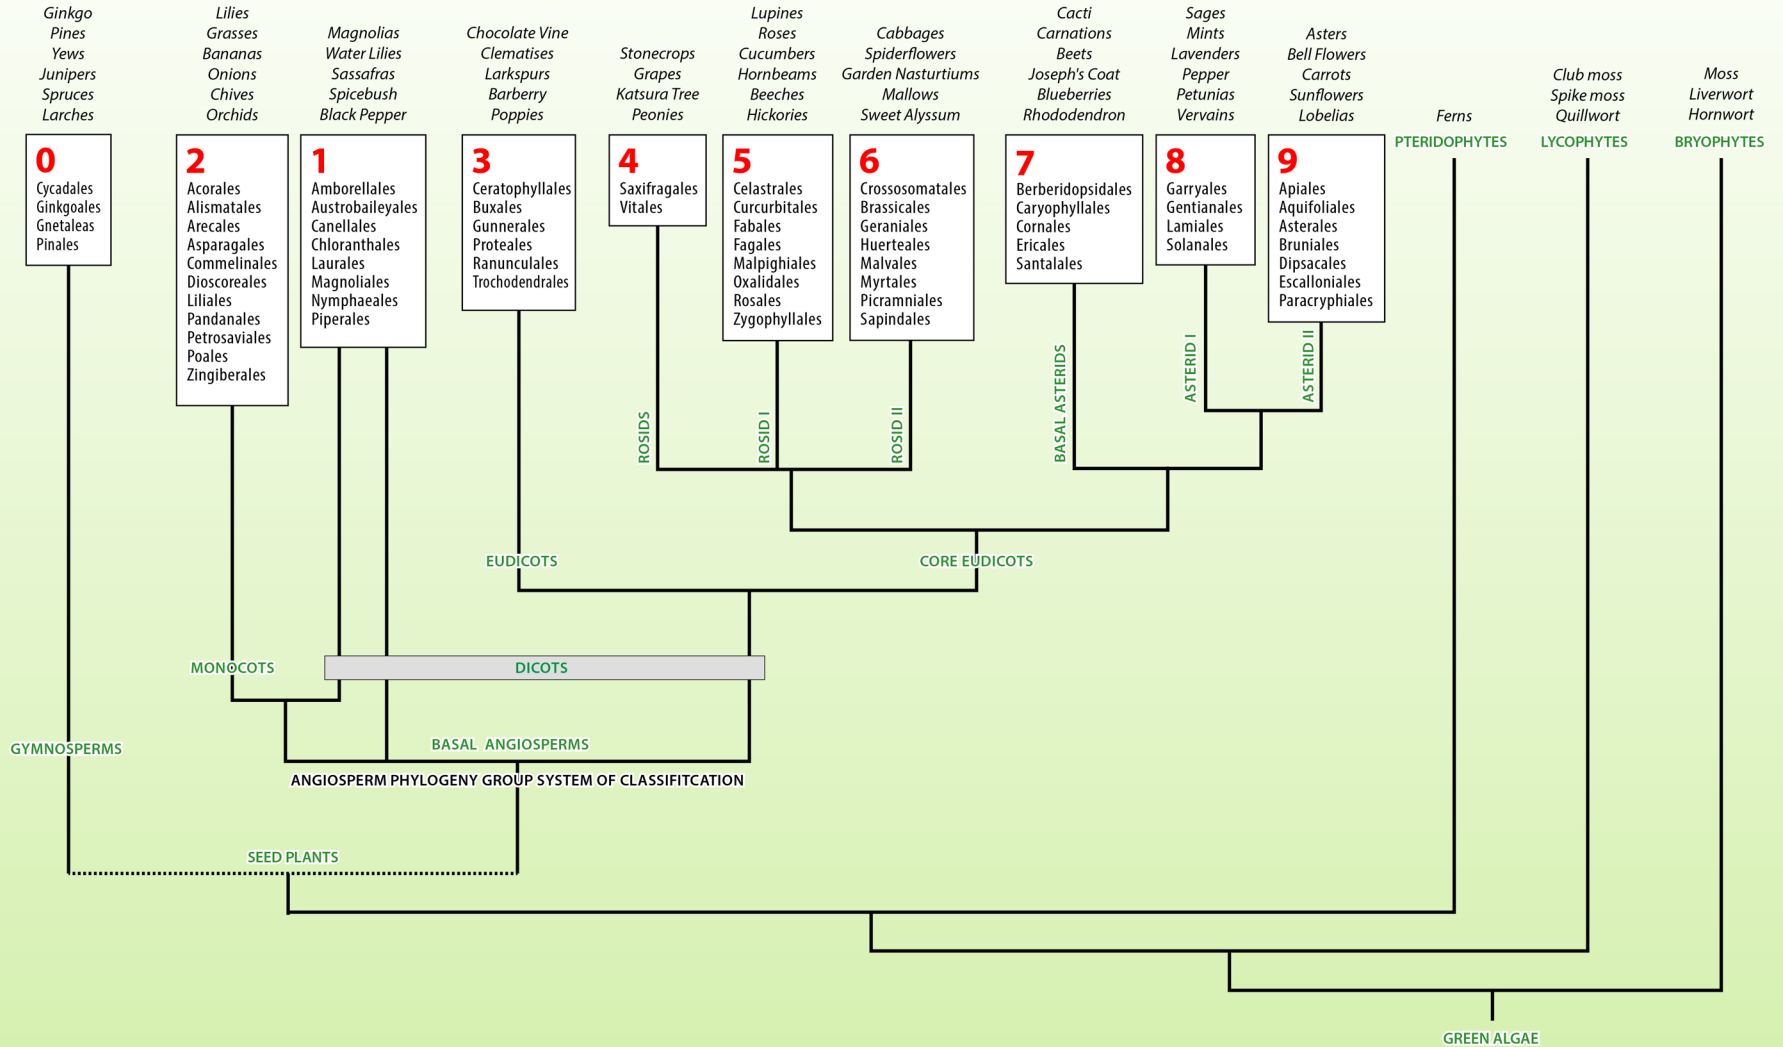 Ginkgo
Pines
Yews
Junipers
Spruces
Larches
Lilies
Grasses
Bananas
Onions
Chives
Orchids
Magnolias
Water Lilies
Sassafras
Spicebush
Black Pepper
Chocolate Vine
Clematises
Larkspurs
Barberry
Poppies
Stonecrops
Grapes
Katsura Tree
Peonies
Lupines
Roses
Cucumbers
Hornbeams
Beeches
Hickories
Cabbages
Spiderflowers
Garden Nasturtiums
Mallows
Sweet Alyssum
Cacti
Carnations
Beets
Joseph's Coat
Blueberries
Rhododendron
Sages
Mints
Lavenders
Pepper
Petunias
Vervains
Asters
Bell Flowers
Carrots
Sunflowers
Lobelias
Ferns
PTERIDOPHYTES
Club moss
Spike moss
Quillwort
LYCOPHYTES
Moss
Liverwort
Hornwort
BRYOPHYTES
0
Cycadales
Ginkgoales
Gnetaleas
Pinales
2
Acorales
Alismatales
Arecales
Asparagales
Commelinales
Dioscoreales
Liliales
Pandanales
Petrosaviales
Poales
Zingiberales
1
Amborellales
Austrobaileyales
Canellales
Chloranthales
Laurales
Magnoliales
Nymphaeales
Piperales
3
Ceratophyllales
Buxales
Gunnerales
Proteales
Ranunculales
Trochodendrales
4
Saxifragales
Vitales
5
Celastrales
Curcurbitales
Fabales
Fagales
Malpighiales
Oxalidales
Rosales
Zygophyllales
6
Crossosomatales
Brassicales
Geraniales
Huerteales
Malvales
Myrtales
Picramniales
Sapindales
7
Berberidopsidales
Caryophyllales
Cornales
Ericales
Santalales
8
Garryales
Gentianales
Lamiales
Solanales
9
Apiales
Aquifoliales
Asterales
Bruniales
Dipsacales
Escalloniales
Paracryphiales
ROSIDS
ROSID I
ROSID II
BASAL ASTERIDS
ASTERID I
ASTERID II
EUDICOTS
CORE EUDICOTS
MONOCOTS
DICOTS
GYMNOSPERMS
BASAL ANGIOSPERMS
ANGIOSPERM PHYLOGENY GROUP SYSTEM OF CLASSIFITCATION
SEED PLANTS
GREEN ALGAE